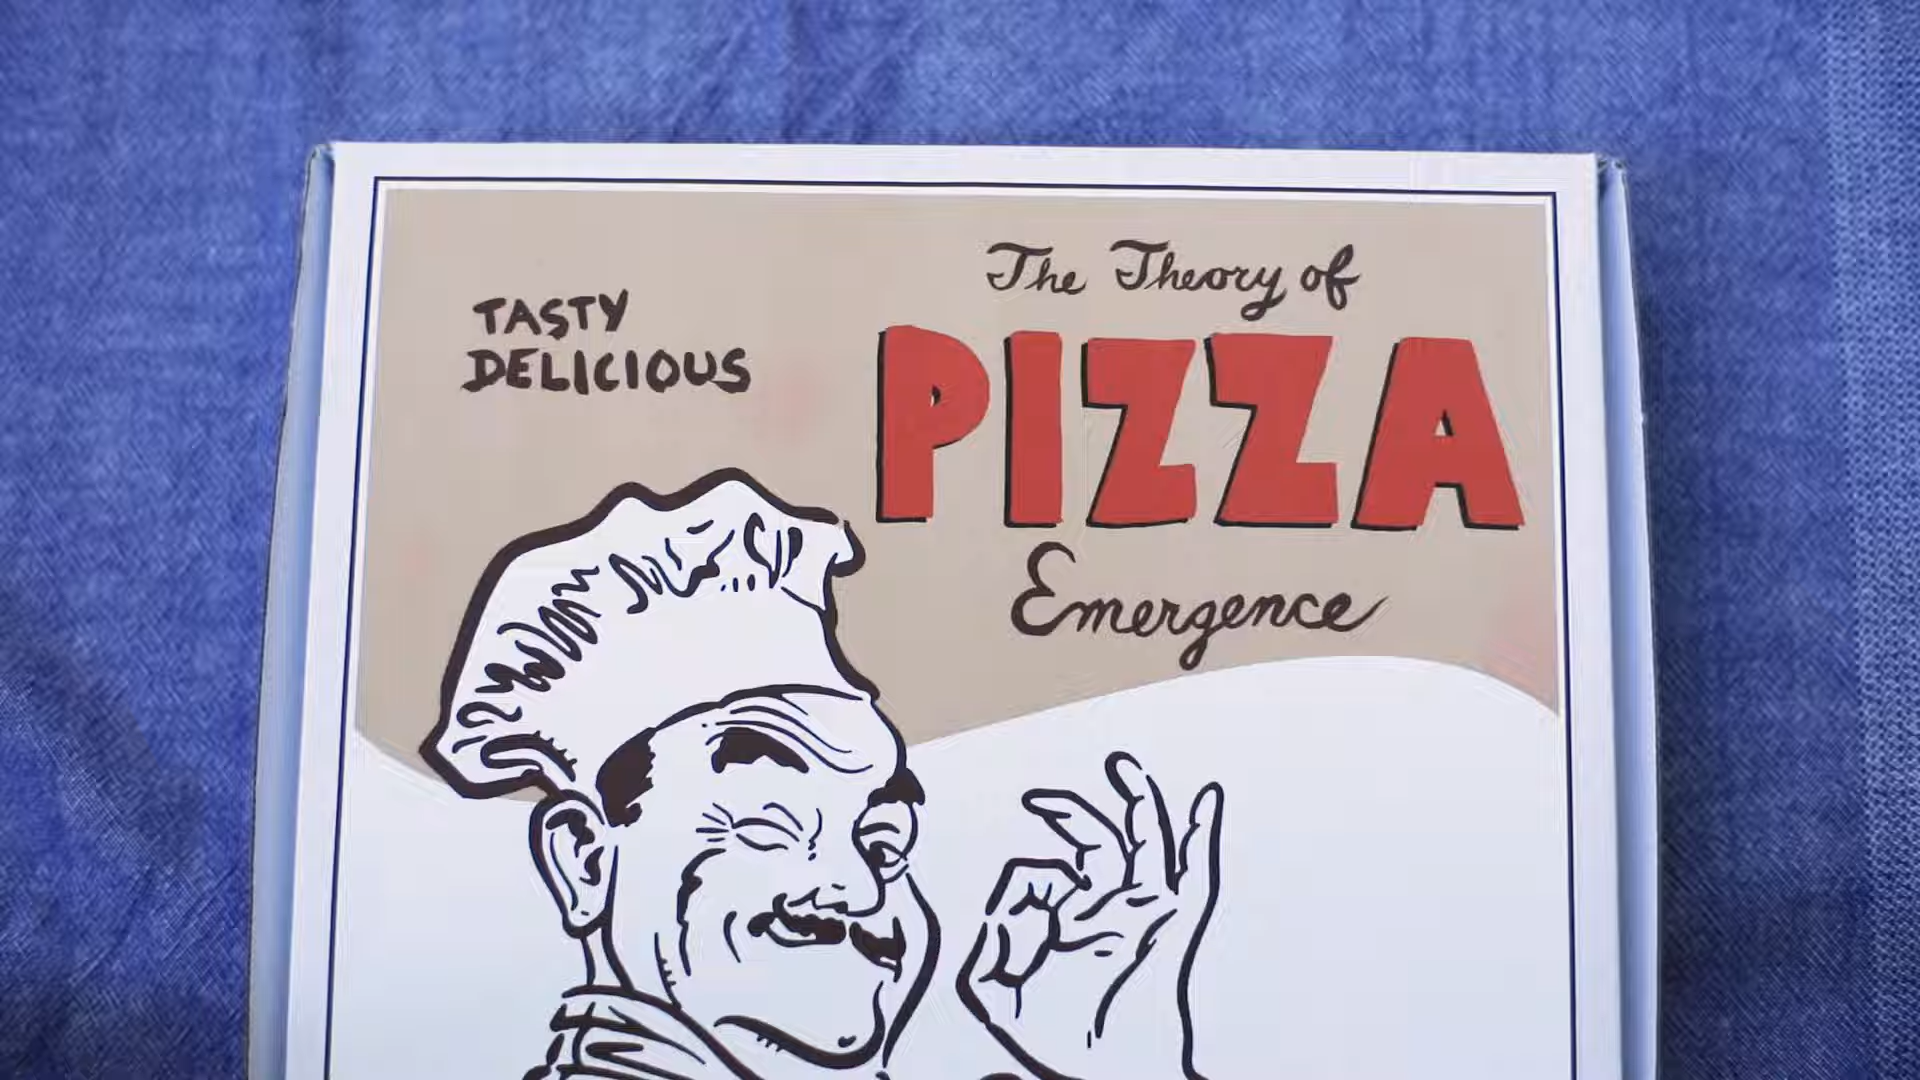 TASTY
DELICIOUS
The Theory of
PIZZA
Emergence